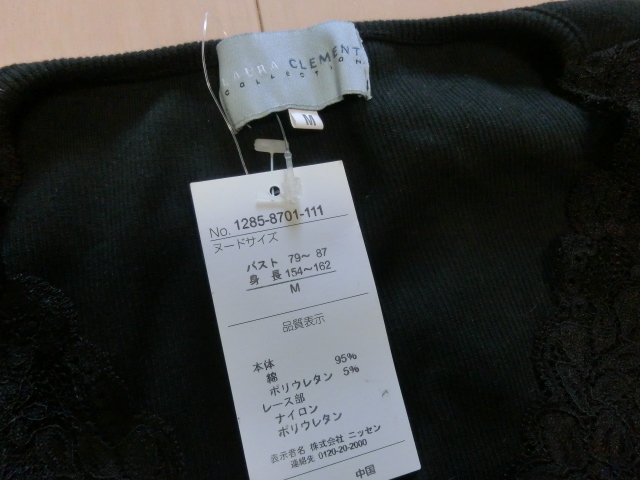 LAURA CLEMENT
COLLECTION
M
No. 1285-8701-111
ヌードサイズ
バスト 79～ 87
身 長 154～162
M
品質表示
本体
綿 95%
ポリウレタン 5%
レース部
ナイロン
ポリウレタン
表示者名 株式会社 ニッセン
連絡先 0120-20-2000
中国